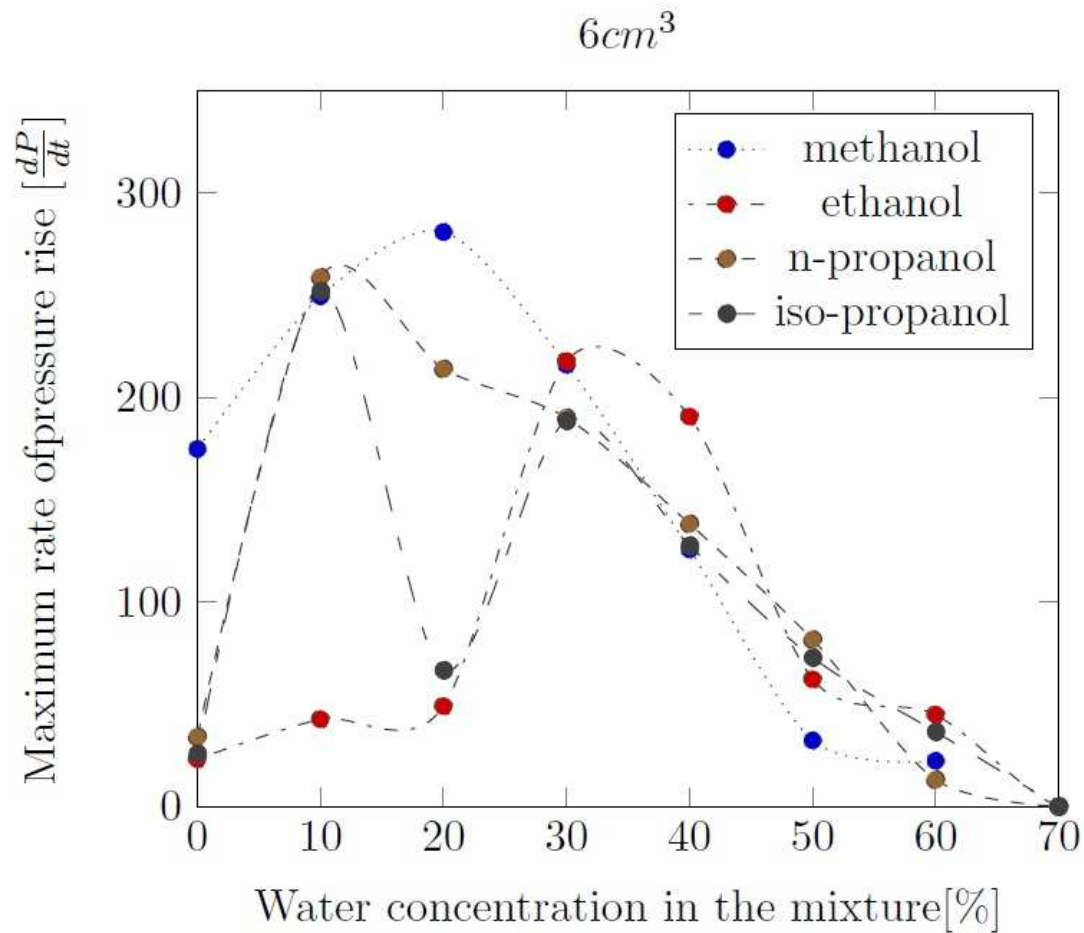 6cm³
Maximum rate ofpressure rise [dP/dt]
300
200
100
0
methanol
ethanol
n-propanol
iso-propanol
0 10 20 30 40 50 60 70
Water concentration in the mixture[%]